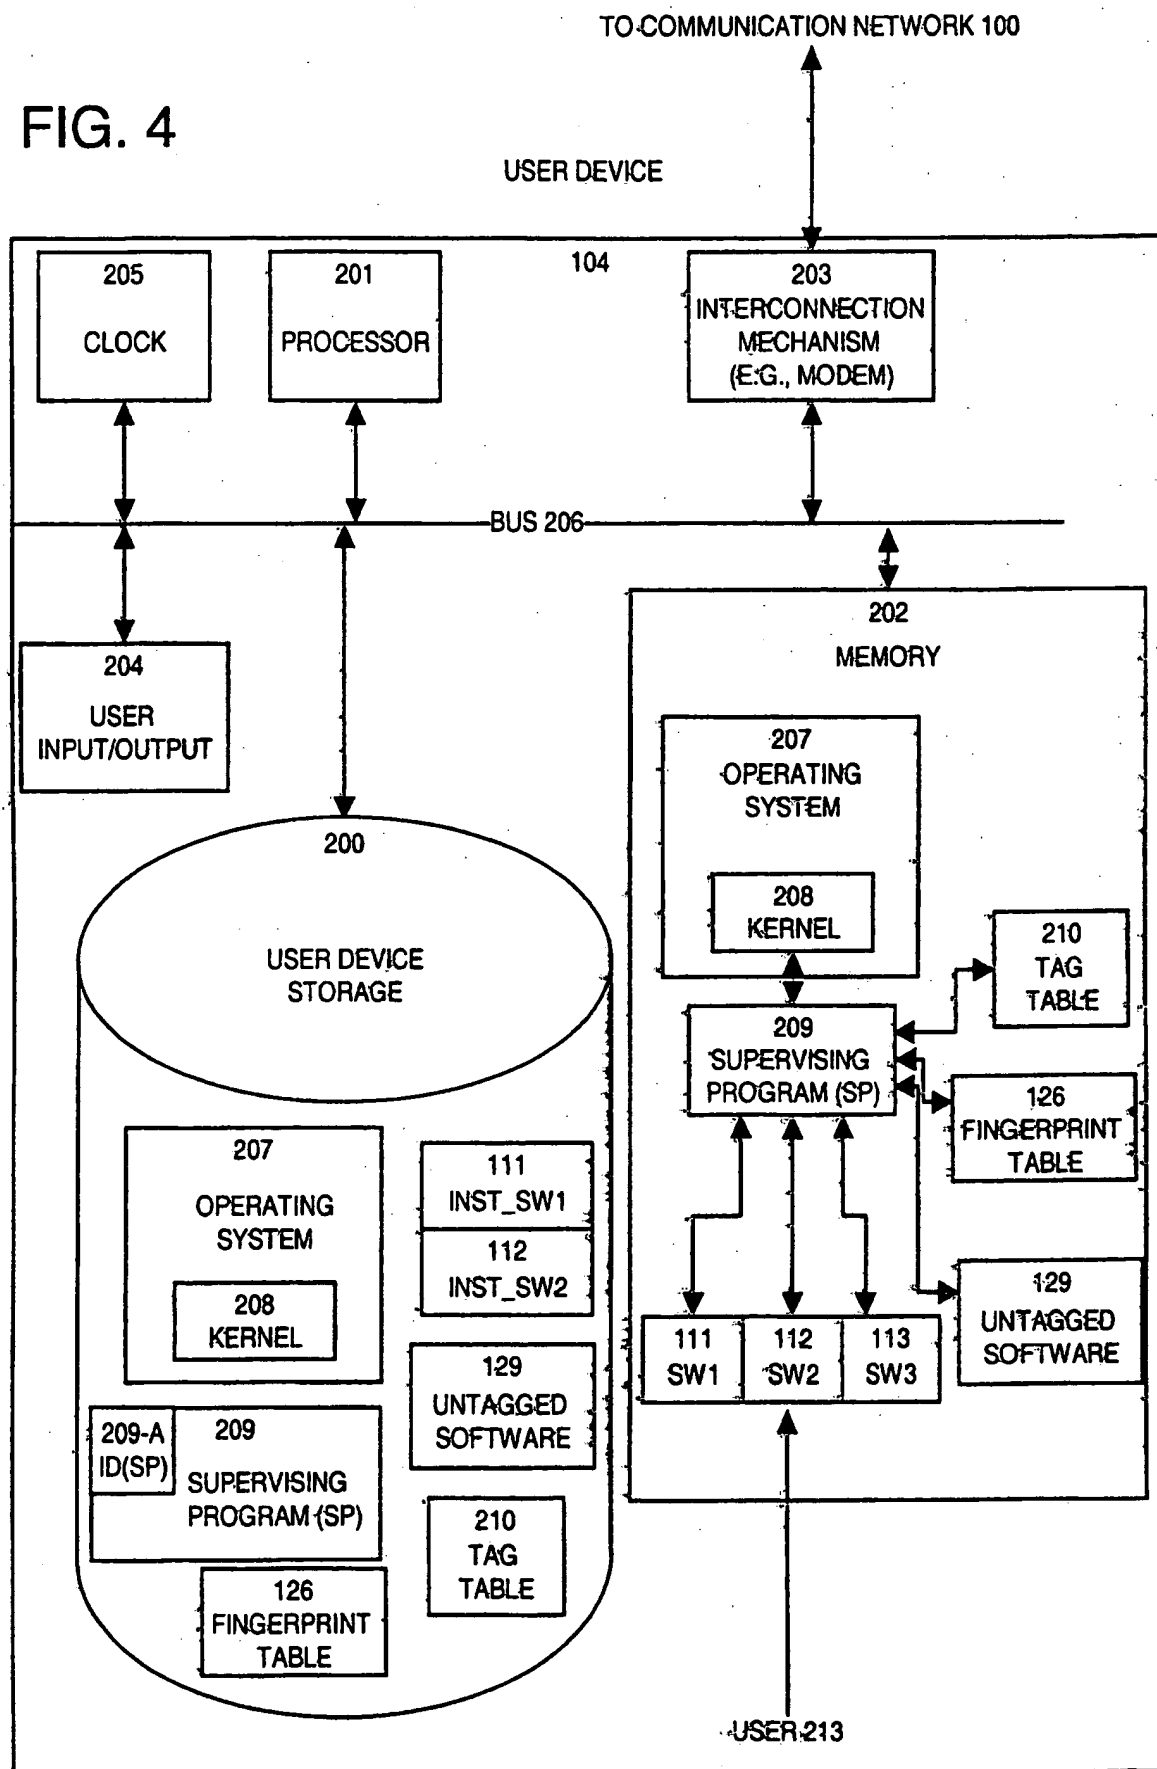 TO COMMUNICATION NETWORK 100
FIG. 4
USER DEVICE
104
205
CLOCK
201
PROCESSOR
203
INTERCONNECTION
MECHANISM
(E.G., MODEM)
BUS 206
204
USER
INPUT/OUTPUT
202
MEMORY
207
OPERATING
SYSTEM
208
KERNEL
210
TAG
TABLE
209
SUPERVISING
PROGRAM (SP)
126
FINGERPRINT
TABLE
129
UNTAGGED
SOFTWARE
111
SW1
112
SW2
113
SW3
200
USER DEVICE
STORAGE
207
OPERATING
SYSTEM
208
KERNEL
111
INST_SW1
112
INST_SW2
129
UNTAGGED
SOFTWARE
209-A
ID(SP)
209
SUPERVISING
PROGRAM (SP)
210
TAG
TABLE
126
FINGERPRINT
TABLE
USER 213